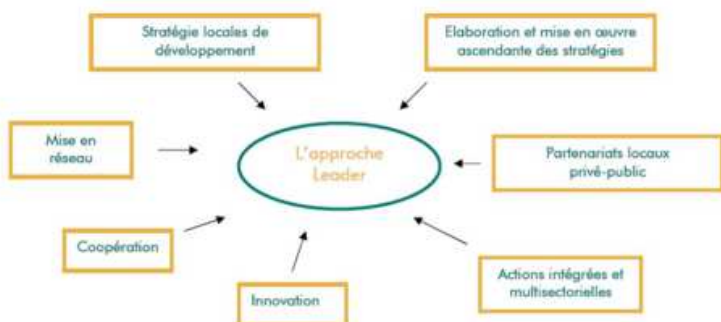 Stratégie locales de
développement
Elaboration et mise en œuvre
ascendante des stratégies
Mise en
réseau
L'approche
Leader
Partenariats locaux
privé-public
Coopération
Innovation
Actions intégrées et
multisectorielles